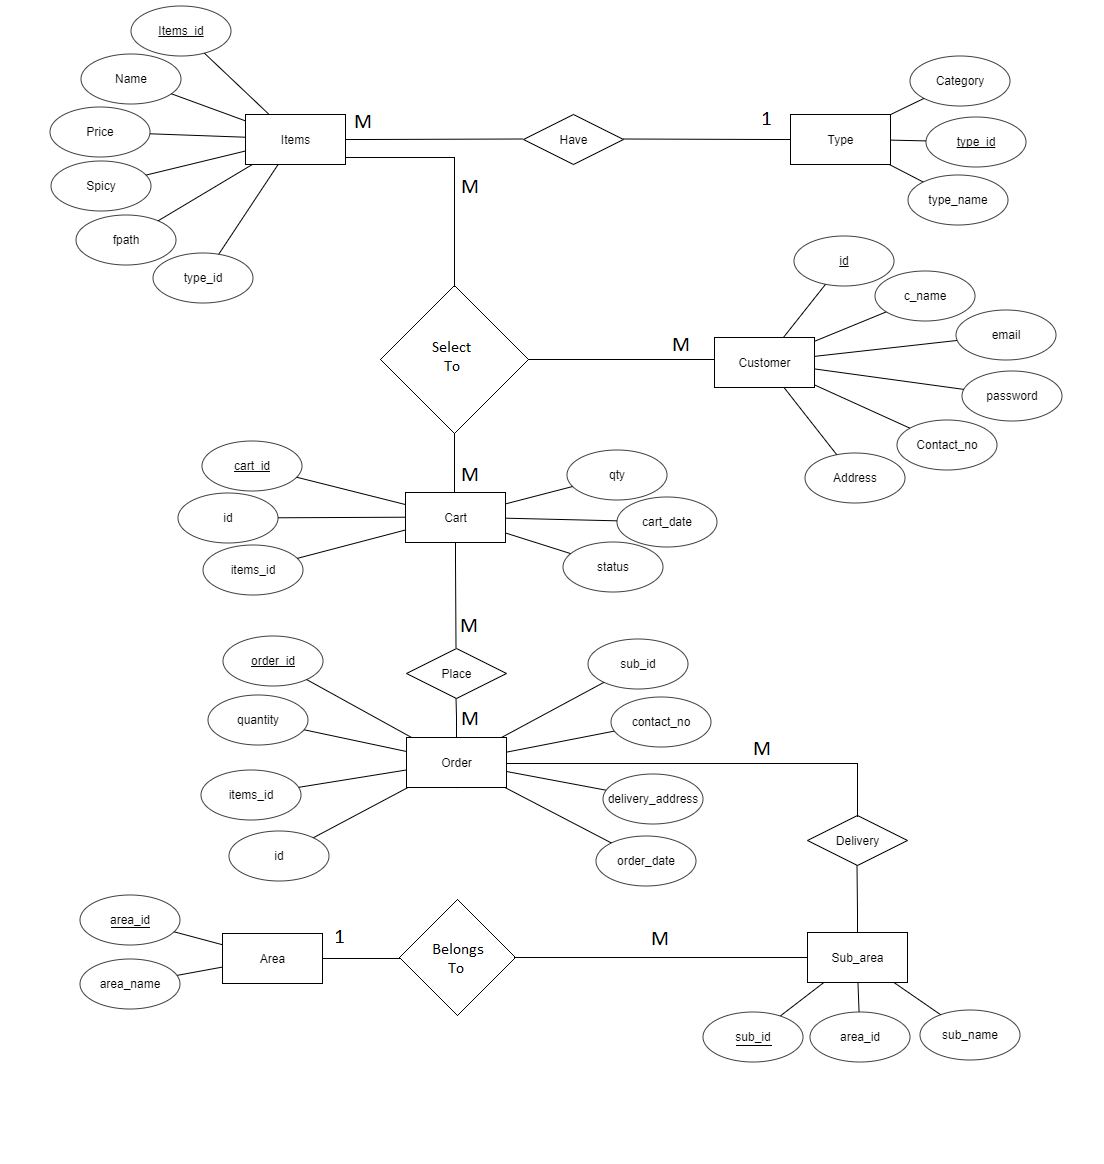 Items_id
Name
Price
Spicy
fpath
type_id
Items
M
Have
1
Type
Category
type_id
type_name
M
Select
To
M
Customer
id
c_name
email
password
Contact_no
Address
M
cart_id
id
items_id
Cart
qty
cart_date
status
M
Place
M
order_id
quantity
items_id
id
Order
sub_id
contact_no
delivery_address
order_date
M
Delivery
area_id
area_name
Area
1
Belongs
To
M
Sub_area
sub_id
area_id
sub_name